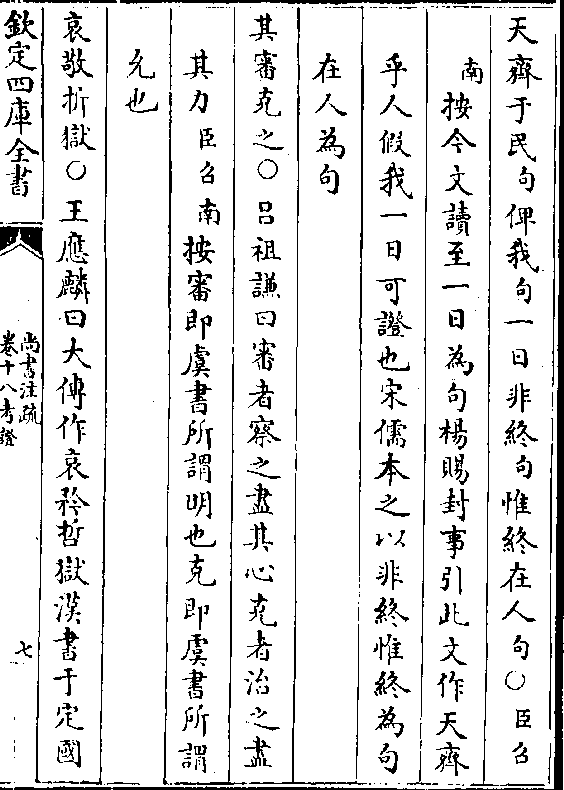 天齊于民句俾我句一日非終句惟終在人句○臣召
南按今文讀至一日為句楊賜封事引此文作天齊
乎人假我一日可證也宋儒本之以非終惟終為句
在人為句
其審克之○呂祖謙曰審者察之盡其心克者治之盡
其力臣召南按審即虞書所謂明也克即虞書所謂
允也
哀敬折獄○王應麟曰大傳作哀矜哲獄漢書于定國
欽定四庫全書
尚書注疏
卷十八考證
七